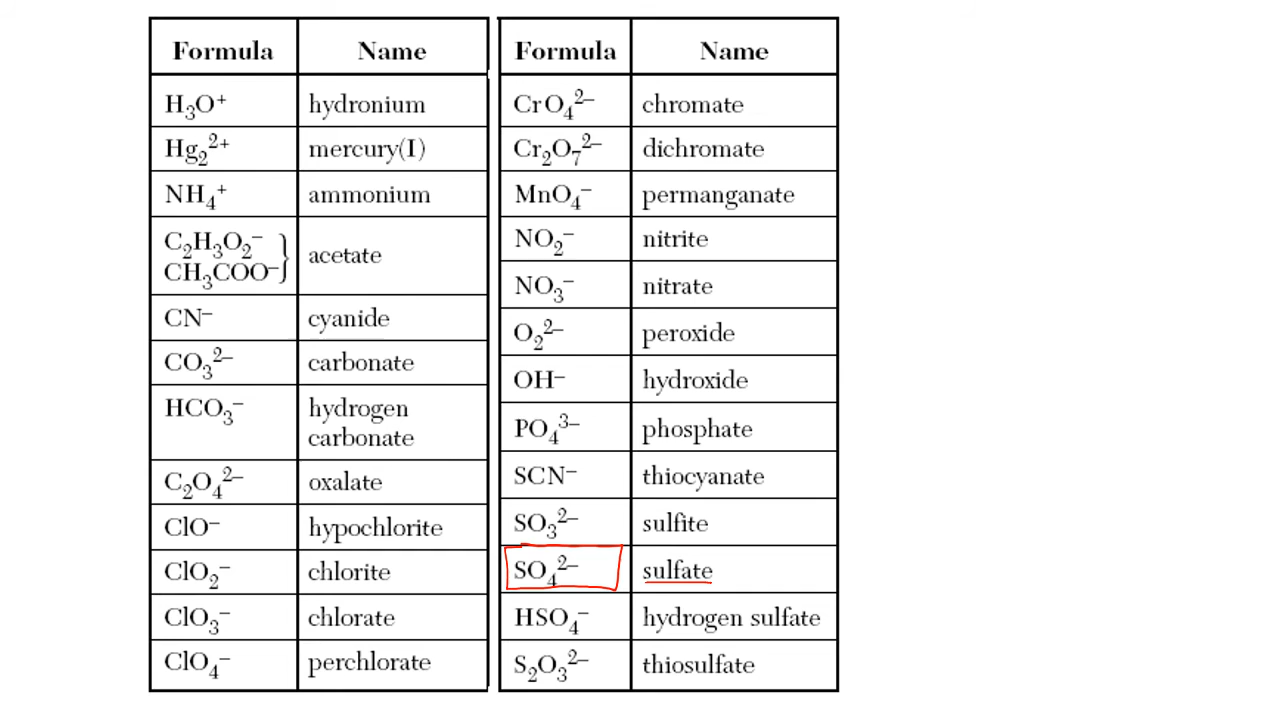 Formula Name
H₃O⁺ hydronium
Hg₂²⁺ mercury(I)
NH₄⁺ ammonium
C₂H₃O₂⁻
CH₃COO⁻ } acetate
CN⁻ cyanide
CO₃²⁻ carbonate
HCO₃⁻ hydrogen
carbonate
C₂O₄²⁻ oxalate
ClO⁻ hypochlorite
ClO₂⁻ chlorite
ClO₃⁻ chlorate
ClO₄⁻ perchlorate
Formula Name
CrO₄²⁻ chromate
Cr₂O₇²⁻ dichromate
MnO₄⁻ permanganate
NO₂⁻ nitrite
NO₃⁻ nitrate
O₂²⁻ peroxide
OH⁻ hydroxide
PO₄³⁻ phosphate
SCN⁻ thiocyanate
SO₃²⁻ sulfite
SO₄²⁻ sulfate
HSO₄⁻ hydrogen sulfate
S₂O₃²⁻ thiosulfate